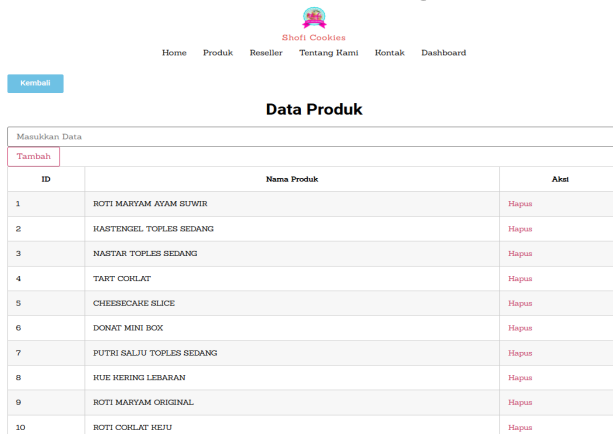 Shofi Cookies
Home Produk Reseller Tentang Kami Kontak Dashboard
Kembali
Data Produk
Masukkan Data
Tambah
ID Nama Produk Aksi
1 ROTI MARYAM AYAM SUWIR Hapus
2 KASTENGEL TOPLES SEDANG Hapus
3 NASTAR TOPLES SEDANG Hapus
4 TART COKLAT Hapus
5 CHEESECAKE SLICE Hapus
6 DONAT MINI BOX Hapus
7 PUTRI SALJU TOPLES SEDANG Hapus
8 KUE KERING LEBARAN Hapus
9 ROTI MARYAM ORIGINAL Hapus
10 ROTI COKLAT KEJU Hapus